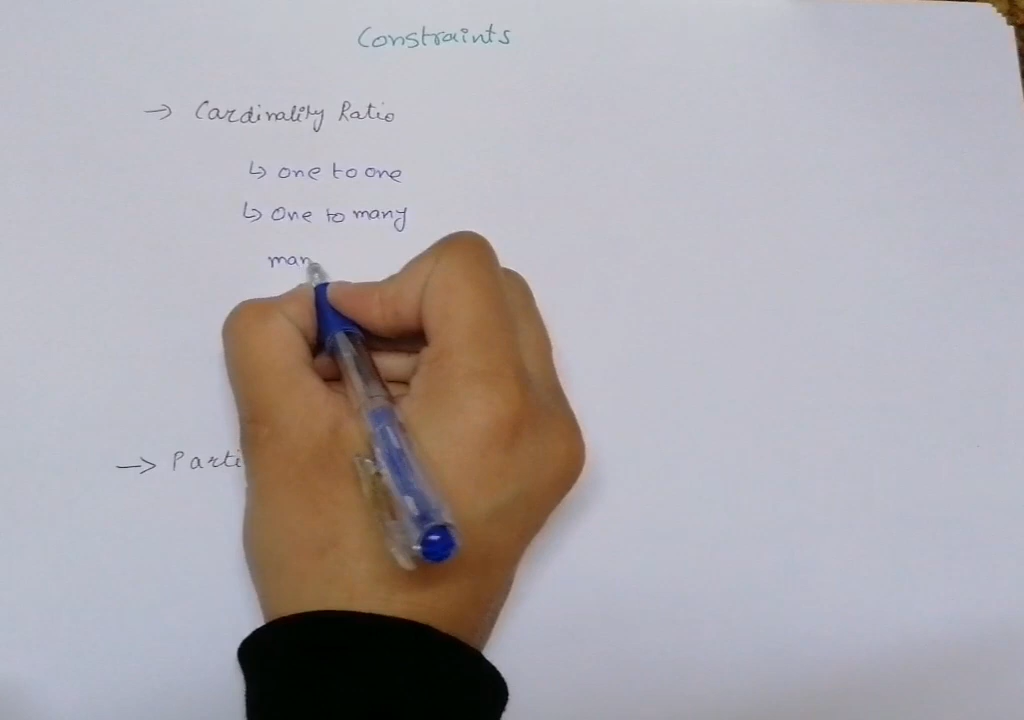 Constraints
→ Cardinality Ratio
↳ one to one
↳ One to many
man
→ Parti